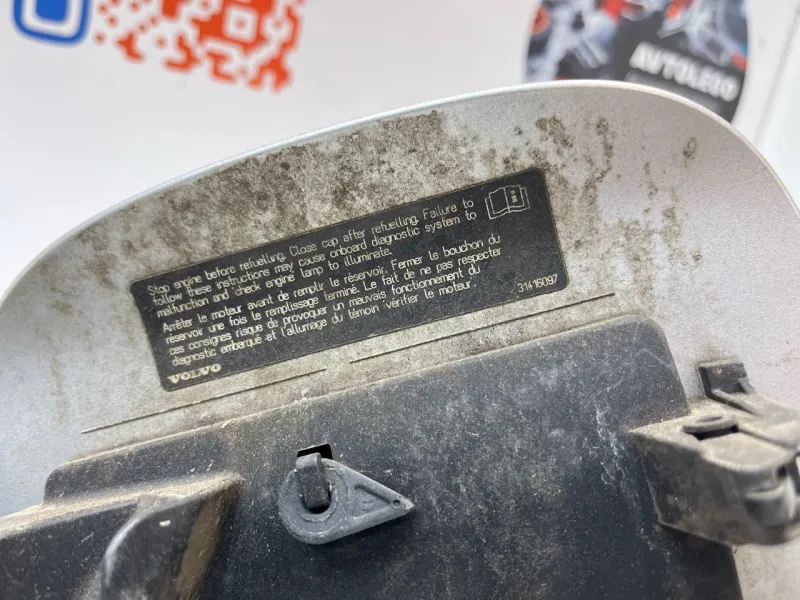 AVTOLEGO
Stop engine before refuelling. Close cap after refuelling. Failure to
follow these instructions may cause onboard diagnostic system to
malfunction and check engine lamp to illuminate.
Arrêter le moteur avant de remplir le réservoir. Fermer le bouchon du
réservoir une fois le remplissage terminé. Le fait de ne pas respecter
ces consignes risque de provoquer un mauvais fonctionnement du
diagnostic embarqué et l'allumage du témoin vérifier le moteur.
31416097
VOLVO